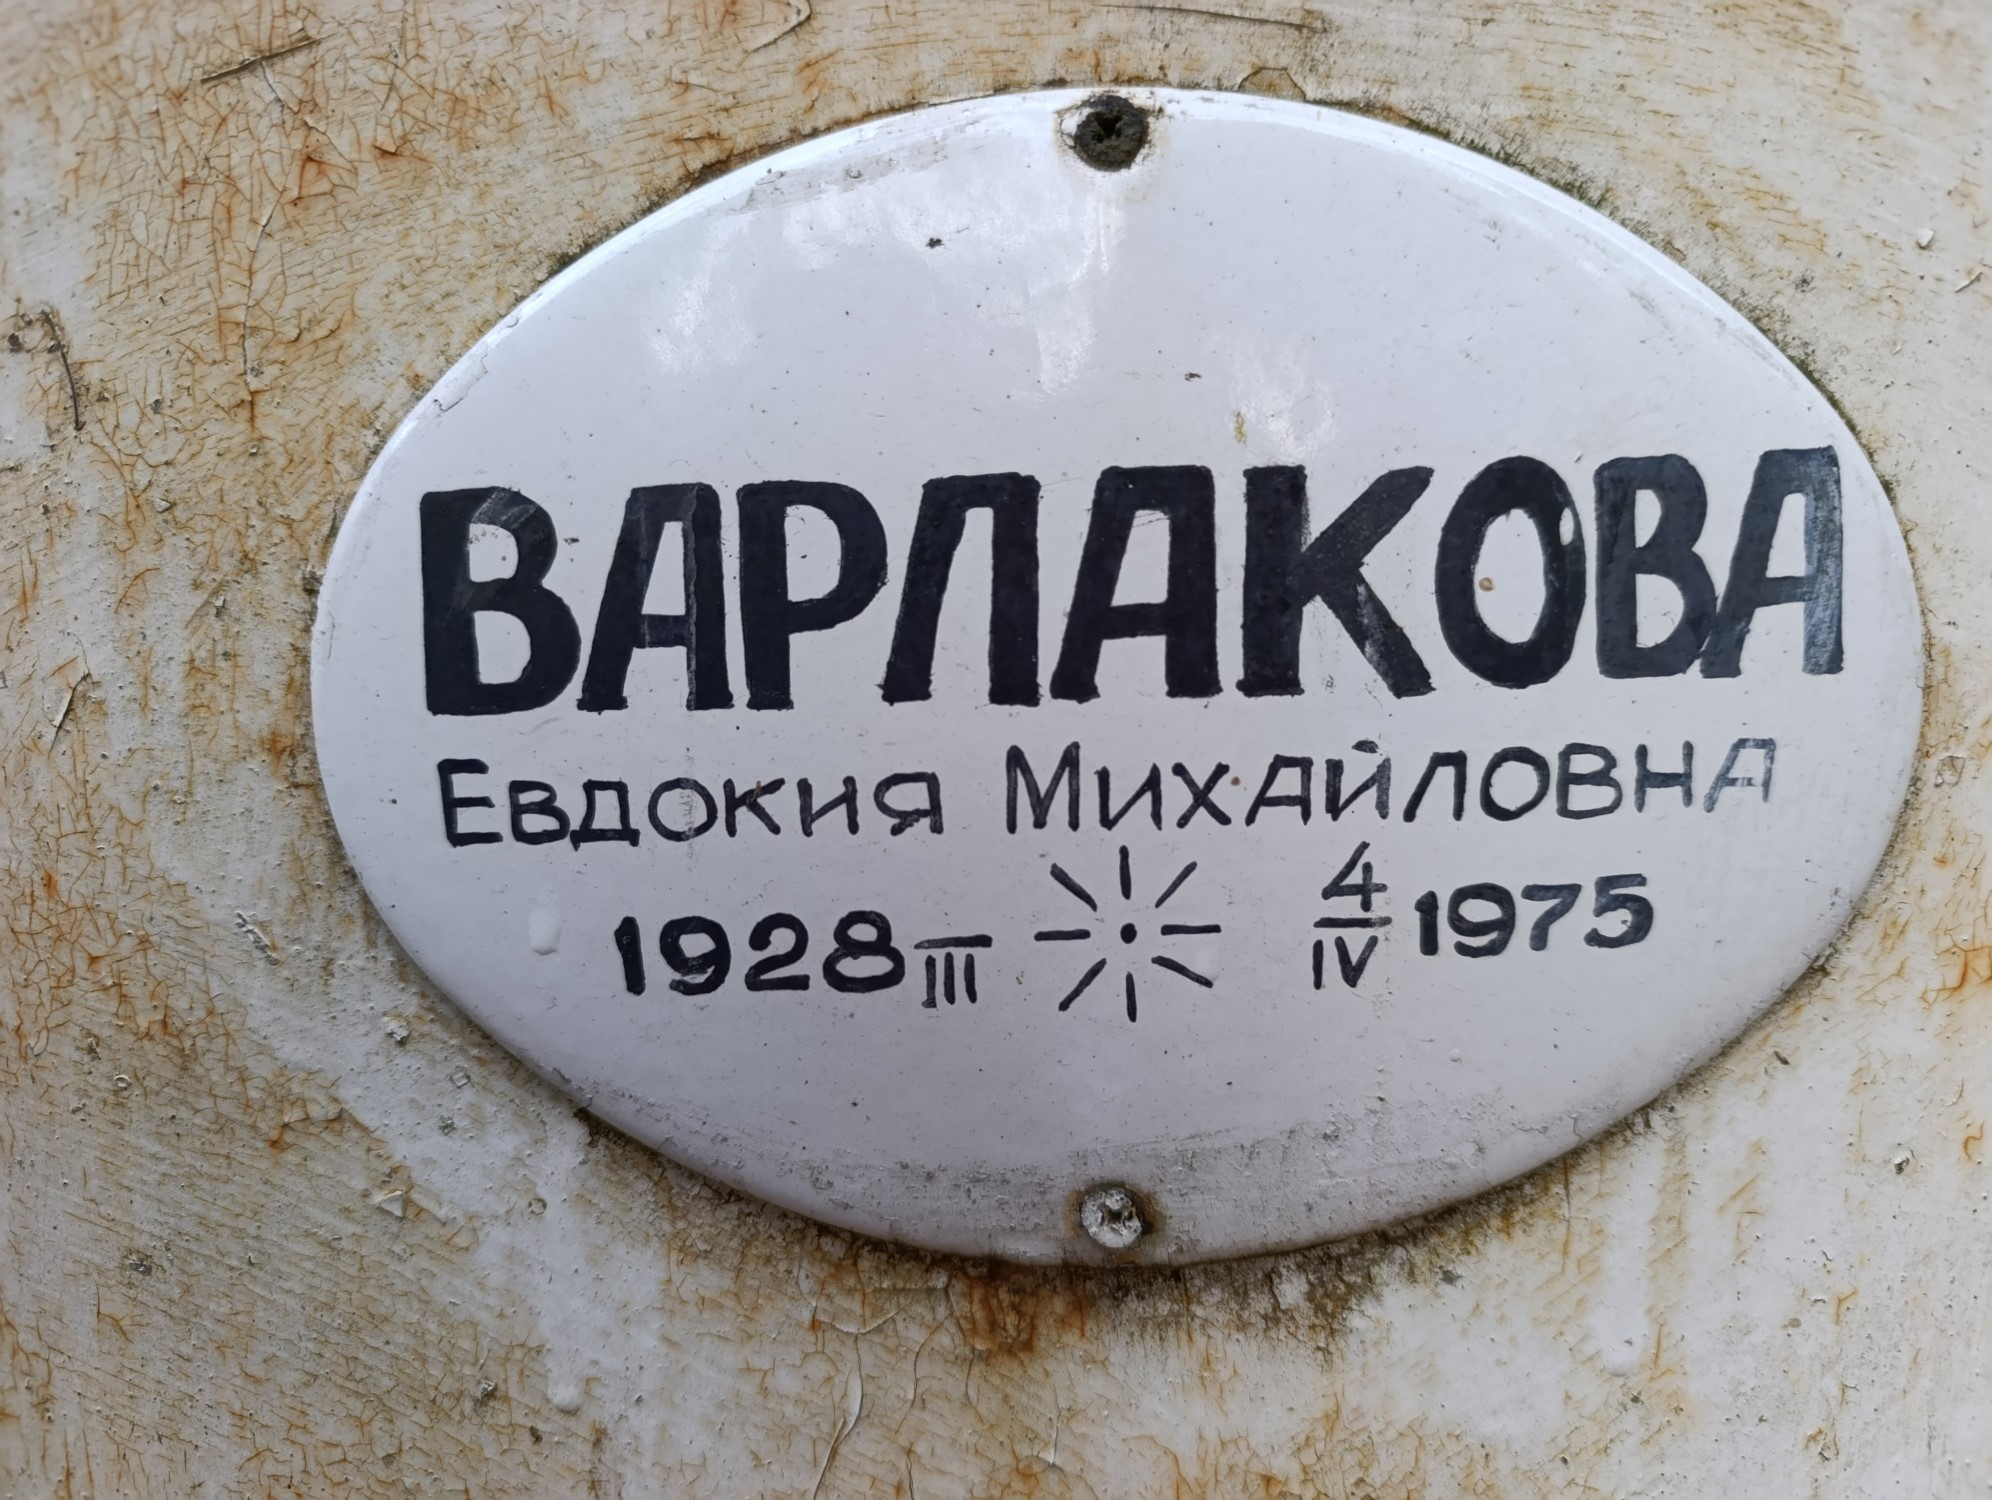 ВАРЛАКОВА
Евдокия Михайловна
1928 III 4/IV 1975